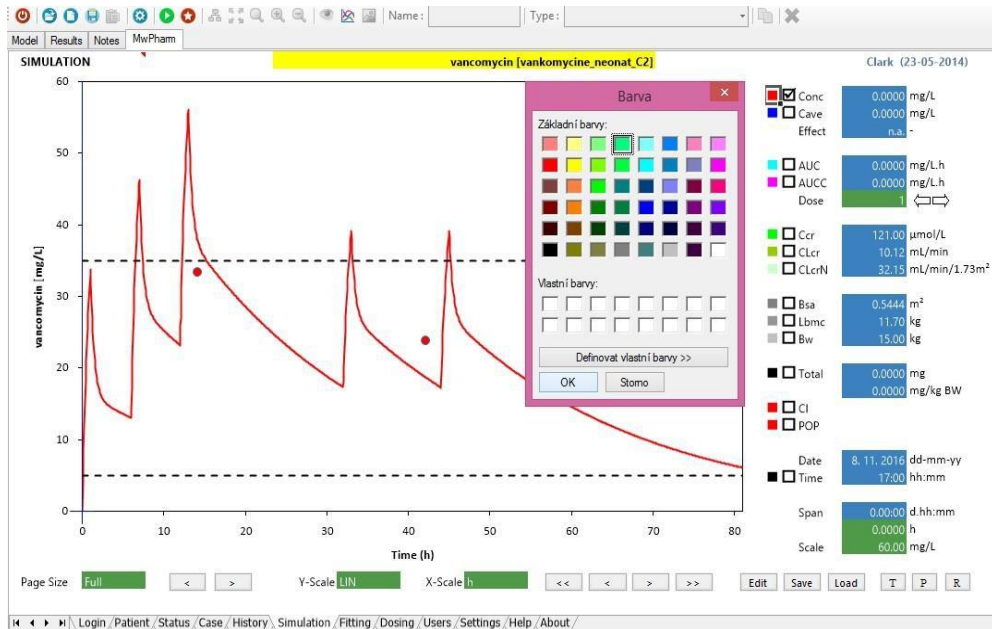 Name: Type:
Model Results Notes MwPharm
SIMULATION vancomycin [vankomycine_neonat_C2] Clark (23-05-2014)
60
50
40
30
20
10
0
vancomycin [mg/L]
0 10 20 30 40 50 60 70 80
Time (h)
Barva
Základní barvy:
Vlastní barvy:
Definovat vlastní barvy >>
OK Storno
Conc 0.0000 mg/L
Cave 0.0000 mg/L
Effect n.a. -
AUC 0.0000 mg/L.h
AUCC 0.0000 mg/L.h
Dose 1
Ccr 121.00 µmol/L
CLcr 10.12 mL/min
CLcrN 32.15 mL/min/1.73m²
Bsa 0.5444 m²
Lbmc 11.70 kg
Bw 15.00 kg
Total 0.0000 mg
0.0000 mg/kg BW
CI
POP
Date 8. 11. 2016 dd-mm-yy
Time 17:00 hh:mm
Span 0.00:00 d.hh:mm
0.0000 h
Scale 60.00 mg/L
Page Size Full < > Y-Scale LIN X-Scale h << < > >> Edit Save Load T P R
Login / Patient / Status / Case / History \ Simulation / Fitting / Dosing / Users / Settings / Help / About /